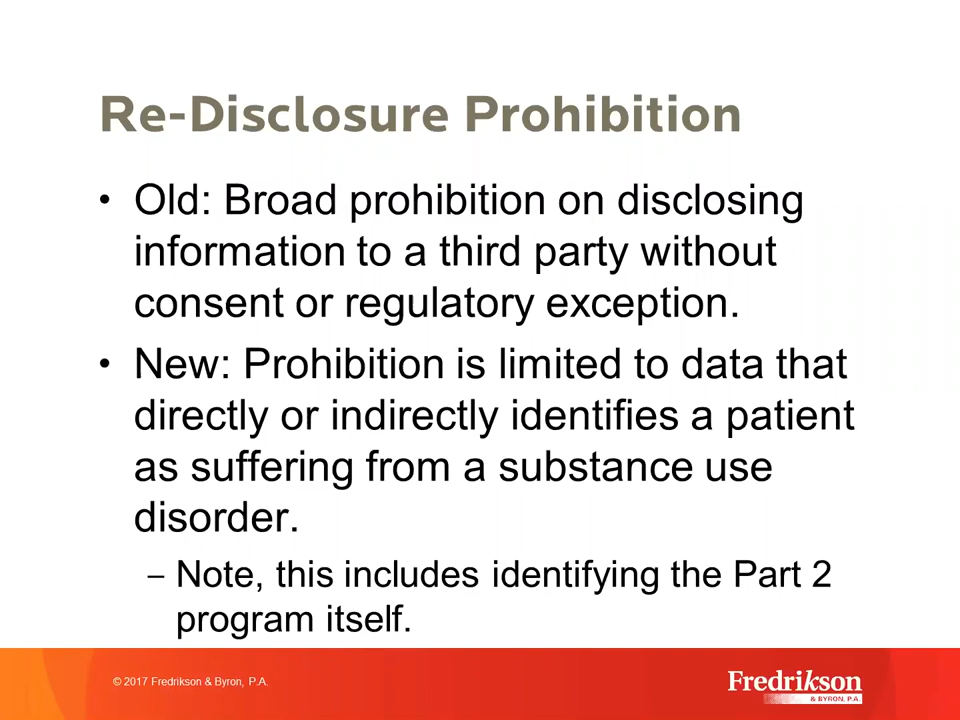 Re-Disclosure Prohibition
• Old: Broad prohibition on disclosing
information to a third party without
consent or regulatory exception.
• New: Prohibition is limited to data that
directly or indirectly identifies a patient
as suffering from a substance use
disorder.
– Note, this includes identifying the Part 2
program itself.
© 2017 Fredrikson & Byron, P.A.
Fredrikson
& BYRON, P.A.